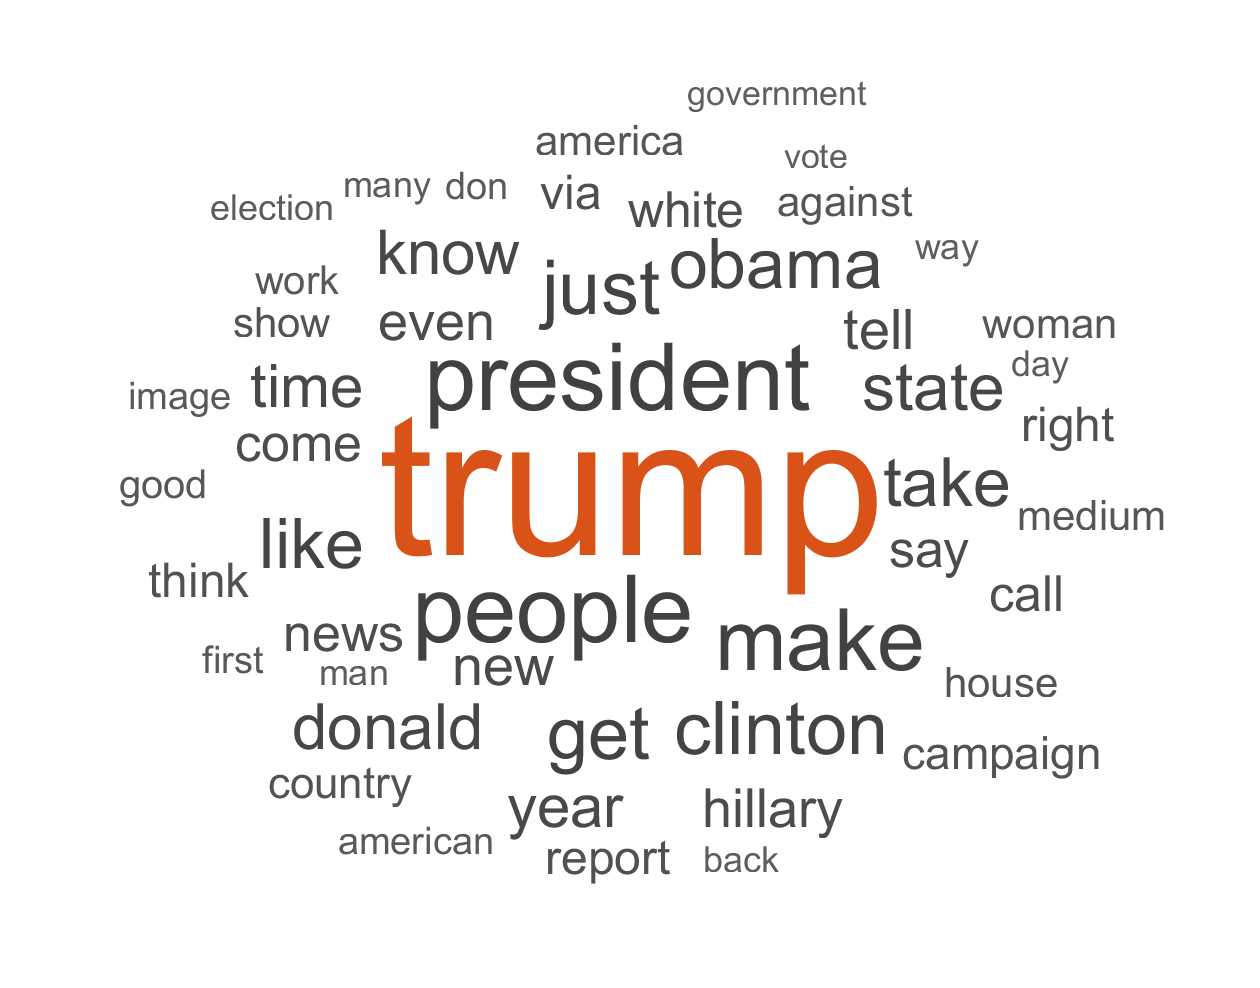 government
america
vote
many don via white against
election
know just obama way
work
show even tell woman
day
time president state
image
come right
trump
good take
medium
like say
think call
people
news make
first man new house
donald get clinton
campaign
country
year hillary
american report back